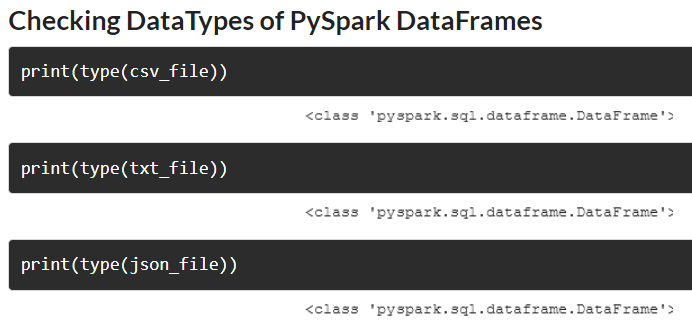 Checking DataTypes of PySpark DataFrames
print(type(csv_file))
<class 'pyspark.sql.dataframe.DataFrame'>
print(type(txt_file))
<class 'pyspark.sql.dataframe.DataFrame'>
print(type(json_file))
<class 'pyspark.sql.dataframe.DataFrame'>